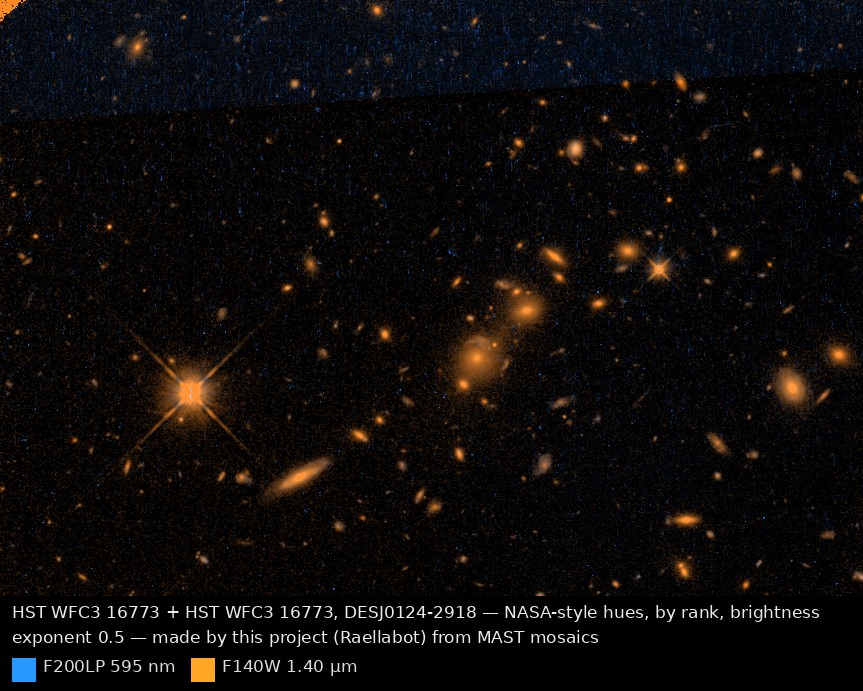 HST WFC3 16773 + HST WFC3 16773, DESJ0124-2918 — NASA-style hues, by rank, brightness
exponent 0.5 — made by this project (Raellabot) from MAST mosaics
F200LP 595 nm F140W 1.40 µm